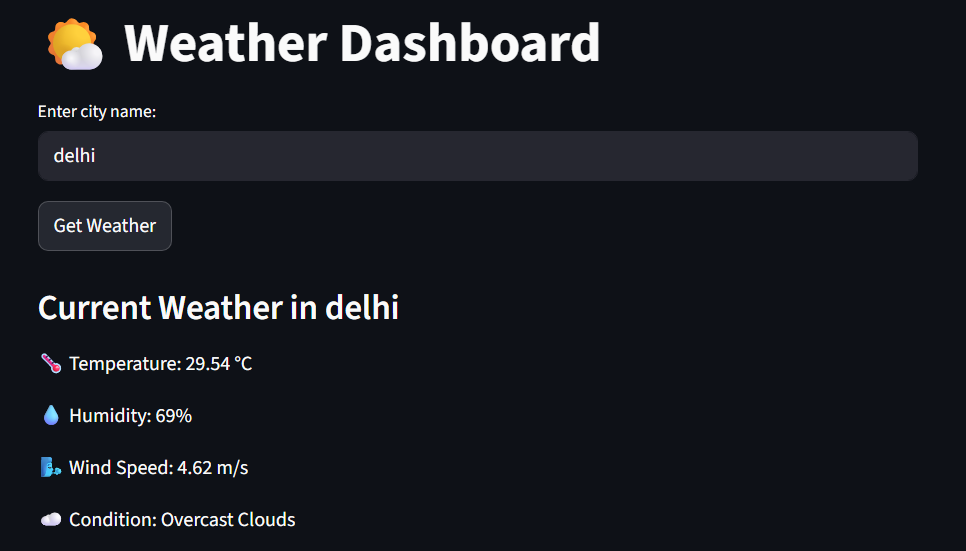 Weather Dashboard
Enter city name:
delhi
Get Weather
Current Weather in delhi
Temperature: 29.54 °C
Humidity: 69%
Wind Speed: 4.62 m/s
Condition: Overcast Clouds